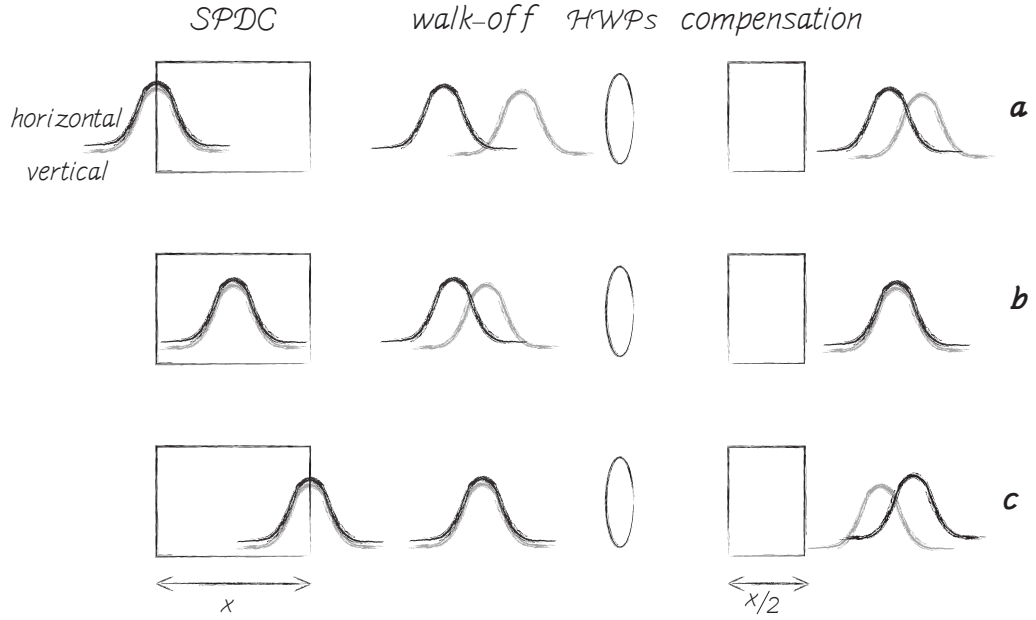 SPDC walk-off HWPs compensation
a
horizontal
vertical
b
c
x
x/2